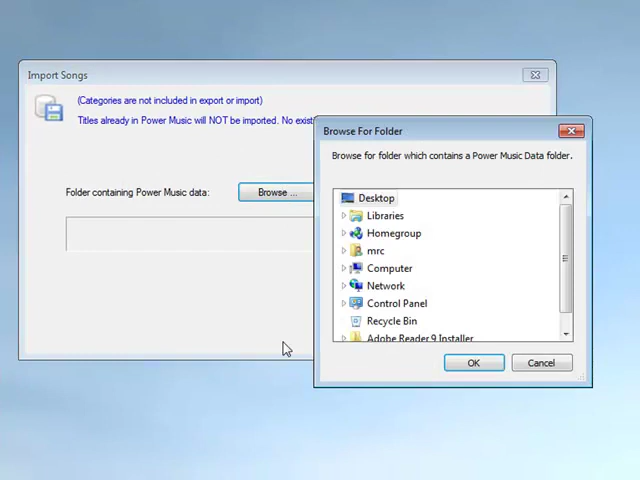 Import Songs
(Categories are not included in export or import)
Titles already in Power Music will NOT be imported. No exist
Folder containing Power Music data:
Browse ...
Browse For Folder
Browse for folder which contains a Power Music Data folder.
Desktop
Libraries
Homegroup
mrc
Computer
Network
Control Panel
Recycle Bin
Adobe Reader 9 Installer
OK
Cancel